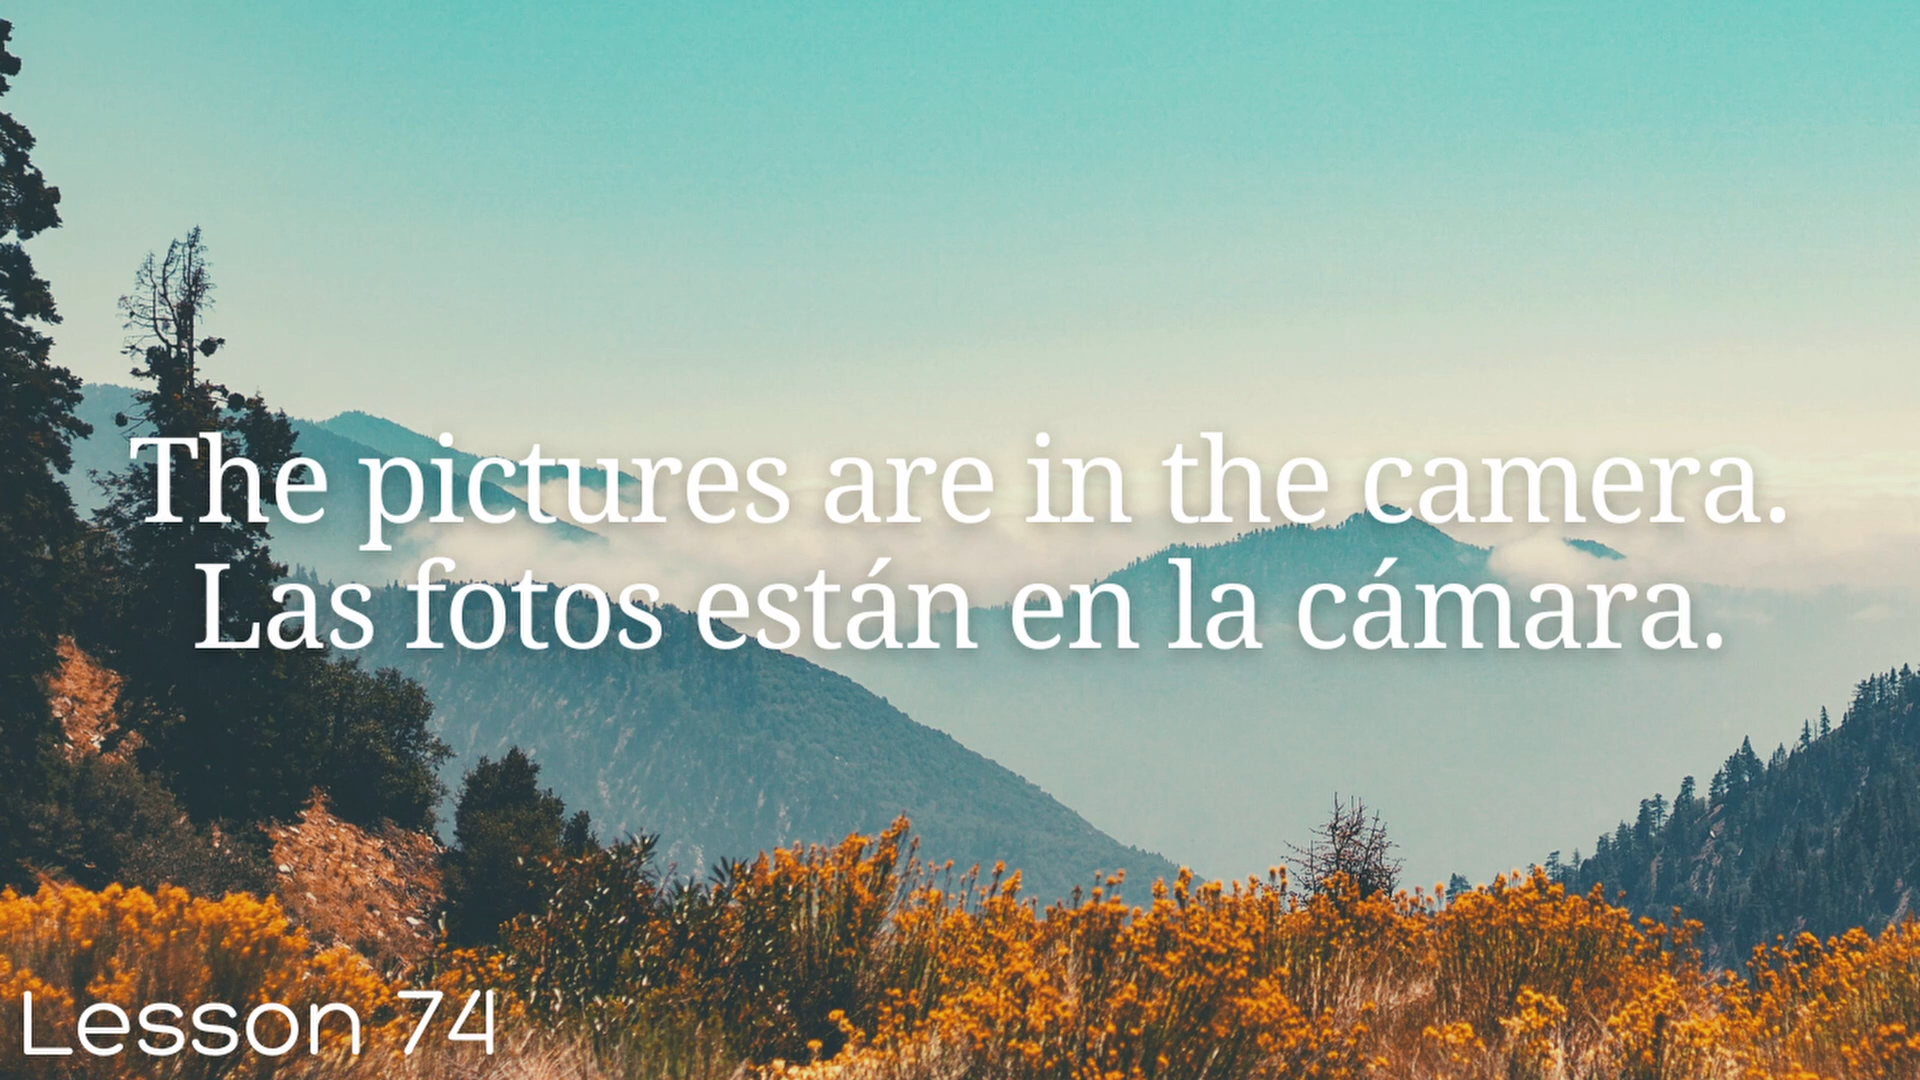 The pictures are in the camera.
Las fotos están en la cámara.
Lesson 74